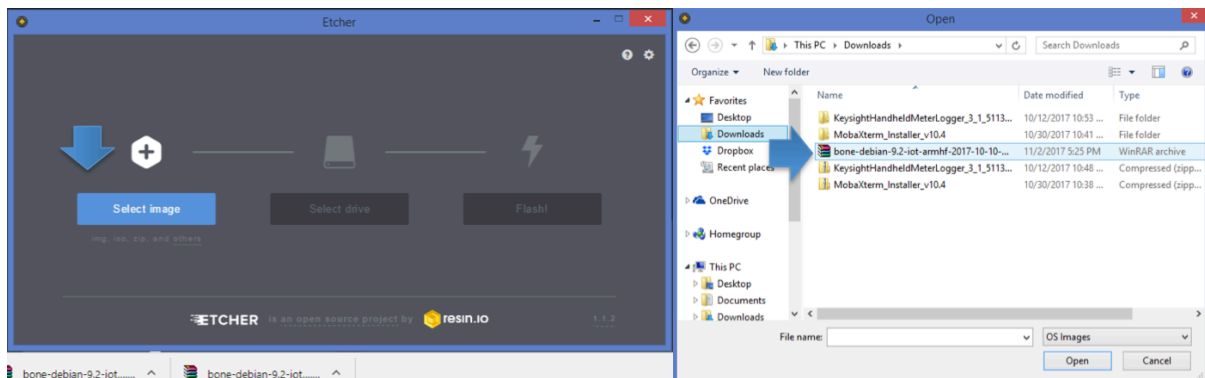 Etcher
Select image
Select drive
Flash!
img, iso, zip, and others
ETCHER is an open source project by resin.io
1.1.2
bone-debian-9.2-iot......
bone-debian-9.2-iot......
Open
This PC Downloads
Search Downloads
Organize New folder
Name Date modified Type
Favorites
Desktop
Downloads
Dropbox
Recent places
OneDrive
Homegroup
This PC
Desktop
Documents
Downloads
KeysightHandheldMeterLogger_3_1_5113... 10/12/2017 10:53 ... File folder
MobaXterm_Installer_v10.4 10/30/2017 10:41 ... File folder
bone-debian-9.2-iot-armhf-2017-10-10-... 11/2/2017 5:25 PM WinRAR archive
KeysightHandheldMeterLogger_3_1_5113... 10/12/2017 10:48 ... Compressed (zipp...
MobaXterm_Installer_v10.4 10/30/2017 10:38 ... Compressed (zipp...
File name:
OS Images
Open Cancel